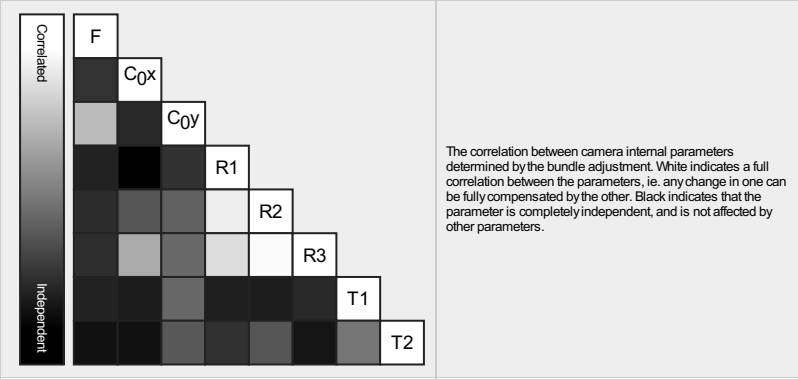 Correlated
Independent
F
C0x
C0y
R1
R2
R3
T1
T2
The correlation between camera internal parameters
determined by the bundle adjustment. White indicates a full
correlation between the parameters, ie. any change in one can
be fully compensated by the other. Black indicates that the
parameter is completely independent, and is not affected by
other parameters.